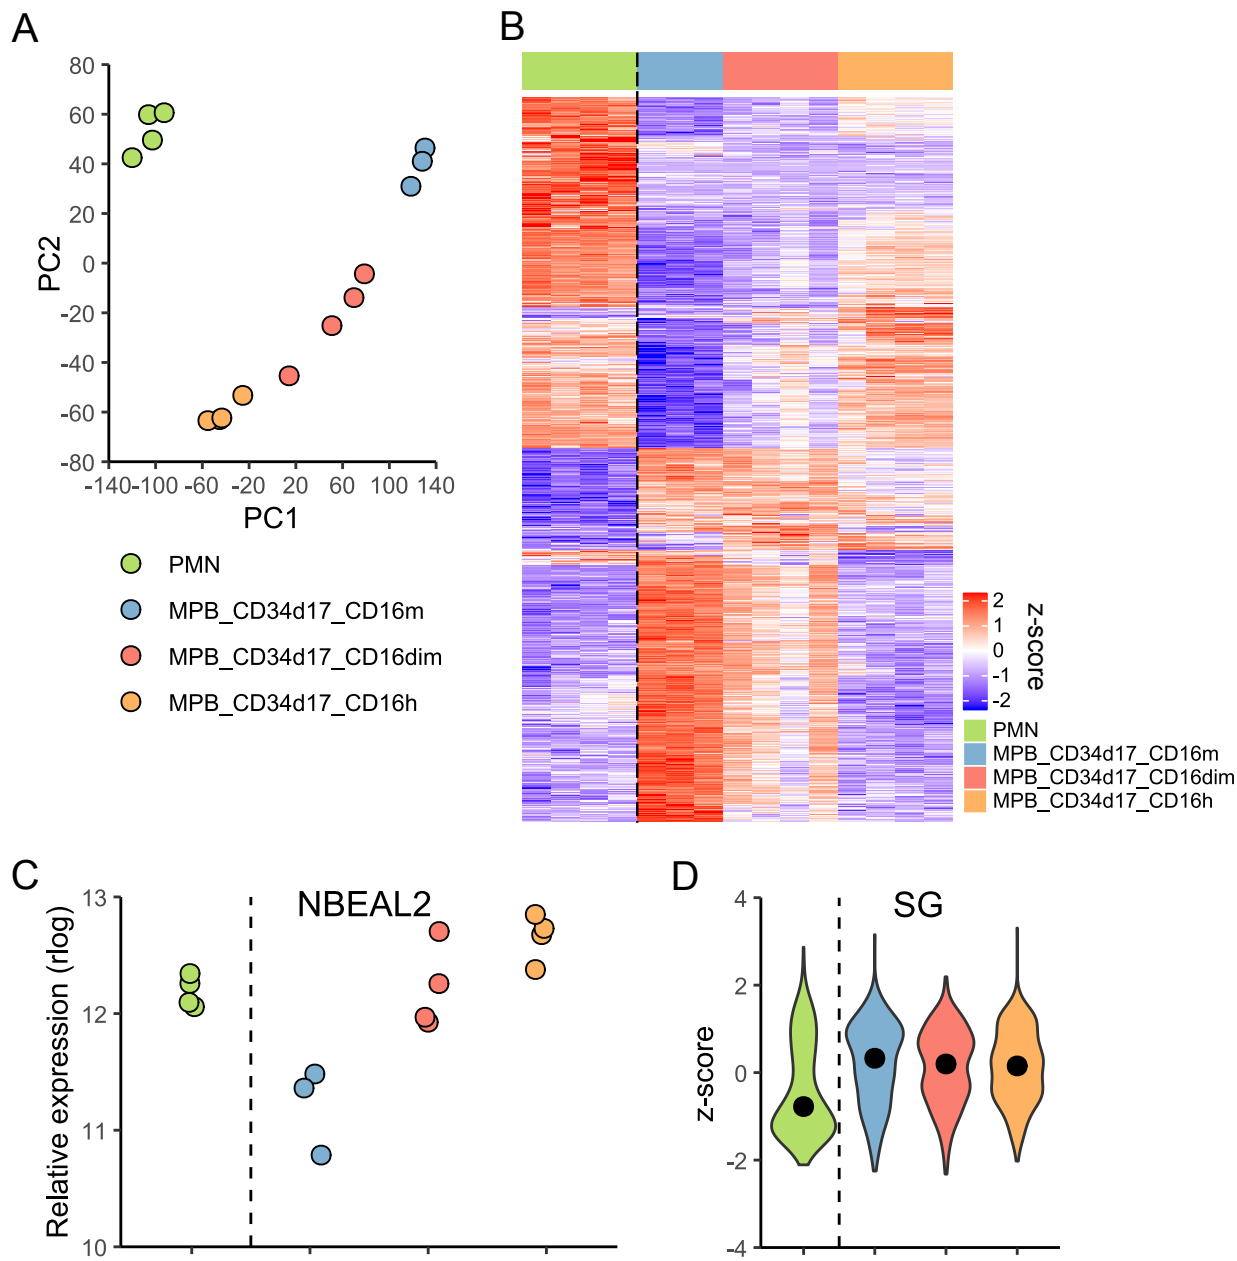 A
80
60
40
20
0
-20
-40
-60
-80
PC2
-140 -100 -60 -20 20 60 100 140
PC1
PMN
MPB_CD34d17_CD16m
MPB_CD34d17_CD16dim
MPB_CD34d17_CD16h
B
2
1
0
-1
-2
z-score
PMN
MPB_CD34d17_CD16m
MPB_CD34d17_CD16dim
MPB_CD34d17_CD16h
C
NBEAL2
13
12
11
10
Relative expression (rlog)
D
SG
4
2
0
-2
-4
z-score